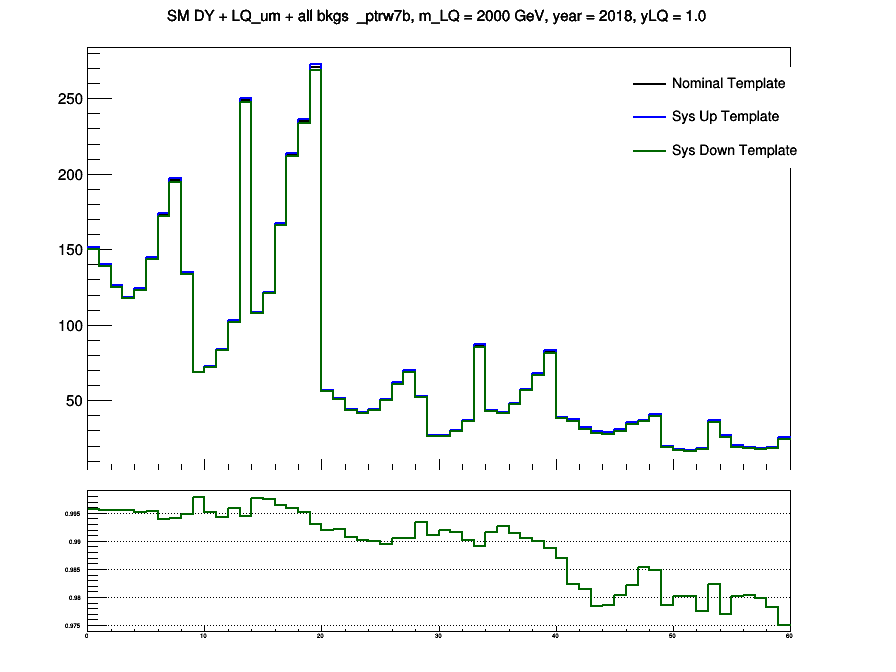 SM DY + LQ_um + all bkgs _ptrw7b, m_LQ = 2000 GeV, year = 2018, yLQ = 1.0
Nominal Template
Sys Up Template
Sys Down Template
250
200
150
100
50
0.995
0.99
0.985
0.98
0.975
0 10 20 30 40 50 60